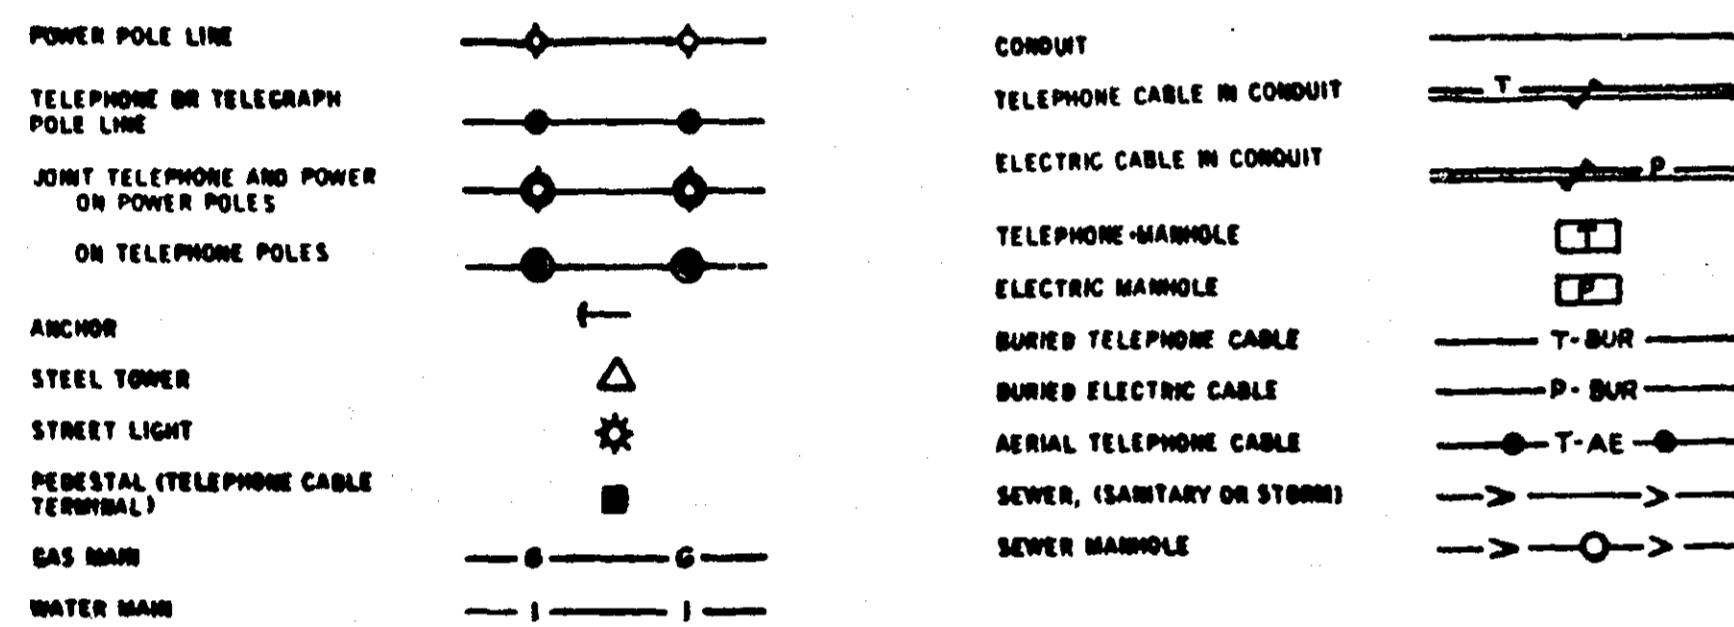 POWER POLE LINE
TELEPHONE OR TELEGRAPH
POLE LINE
JOINT TELEPHONE AND POWER
ON POWER POLES
ON TELEPHONE POLES
ANCHOR
STEEL TOWER
STREET LIGHT
PEDESTAL (TELEPHONE CABLE
TERMINAL)
GAS MAIN
G G
WATER MAIN
CONDUIT
TELEPHONE CABLE IN CONDUIT
T
ELECTRIC CABLE IN CONDUIT
P
TELEPHONE MANHOLE
T
ELECTRIC MANHOLE
P
BURIED TELEPHONE CABLE
T-BUR
BURIED ELECTRIC CABLE
P-BUR
AERIAL TELEPHONE CABLE
T-AE
SEWER, (SANITARY OR STORM)
SEWER MANHOLE